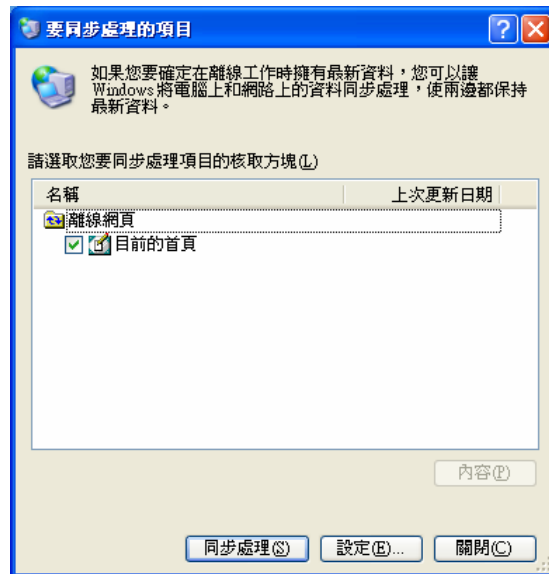 要同步處理的項目
如果您要確定在離線工作時擁有最新資料，您可以讓
Windows 將電腦上和網路上的資料同步處理，使兩邊都保持
最新資料。
請選取您要同步處理項目的核取方塊(L)
名稱 上次更新日期
離線網頁
目前的首頁
內容(P)
同步處理(S) 設定(E)... 關閉(C)